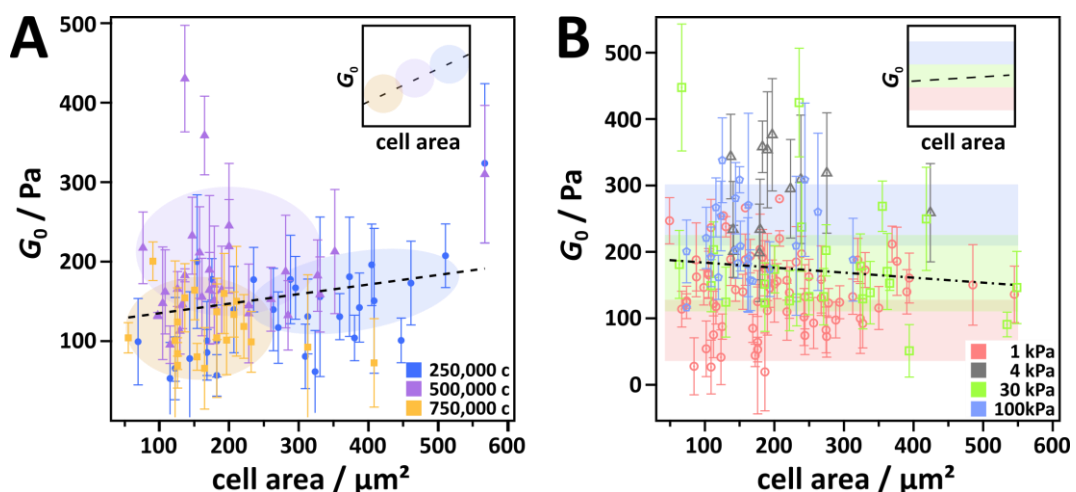 A
G₀ / Pa
500
400
300
200
100
100
200
300
400
500
600
cell area / μm²
G₀
cell area
250,000 c
500,000 c
750,000 c
B
G₀ / Pa
500
400
300
200
100
0
100
200
300
400
500
600
cell area / μm²
G₀
cell area
1 kPa
4 kPa
30 kPa
100kPa